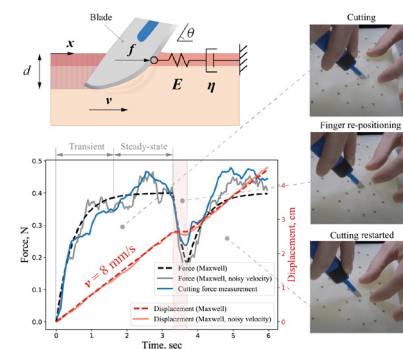 Blade
θ
x
f
d
E
η
v
Cutting
Finger re-positioning
Cutting restarted
Transient
Steady-state
0.5
0.4
0.3
0.2
0.1
0.0
Force, N
v = 8 mm/s
Force (Maxwell)
Force (Maxwell, noisy velocity)
Cutting force measurement
Displacement (Maxwell)
Displacement (Maxwell, noisy velocity)
4
3
2
1
0
Displacement, cm
0
1
2
3
4
5
6
Time, sec